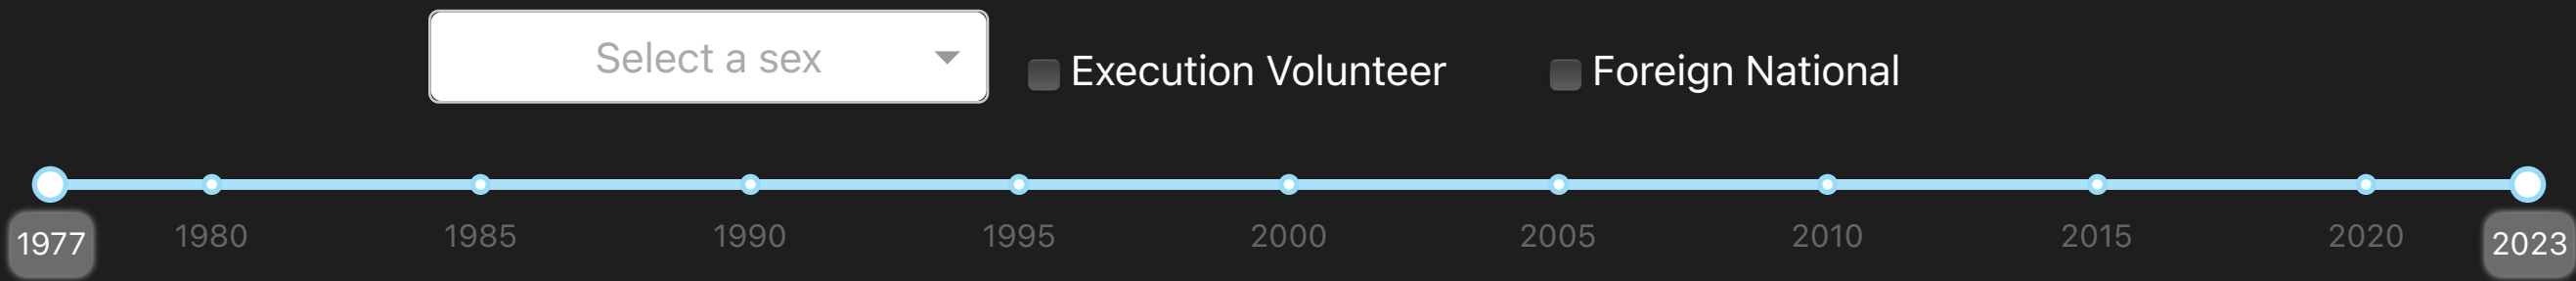 Select a sex
Execution Volunteer
Foreign National
1977 1980 1985 1990 1995 2000 2005 2010 2015 2020 2023